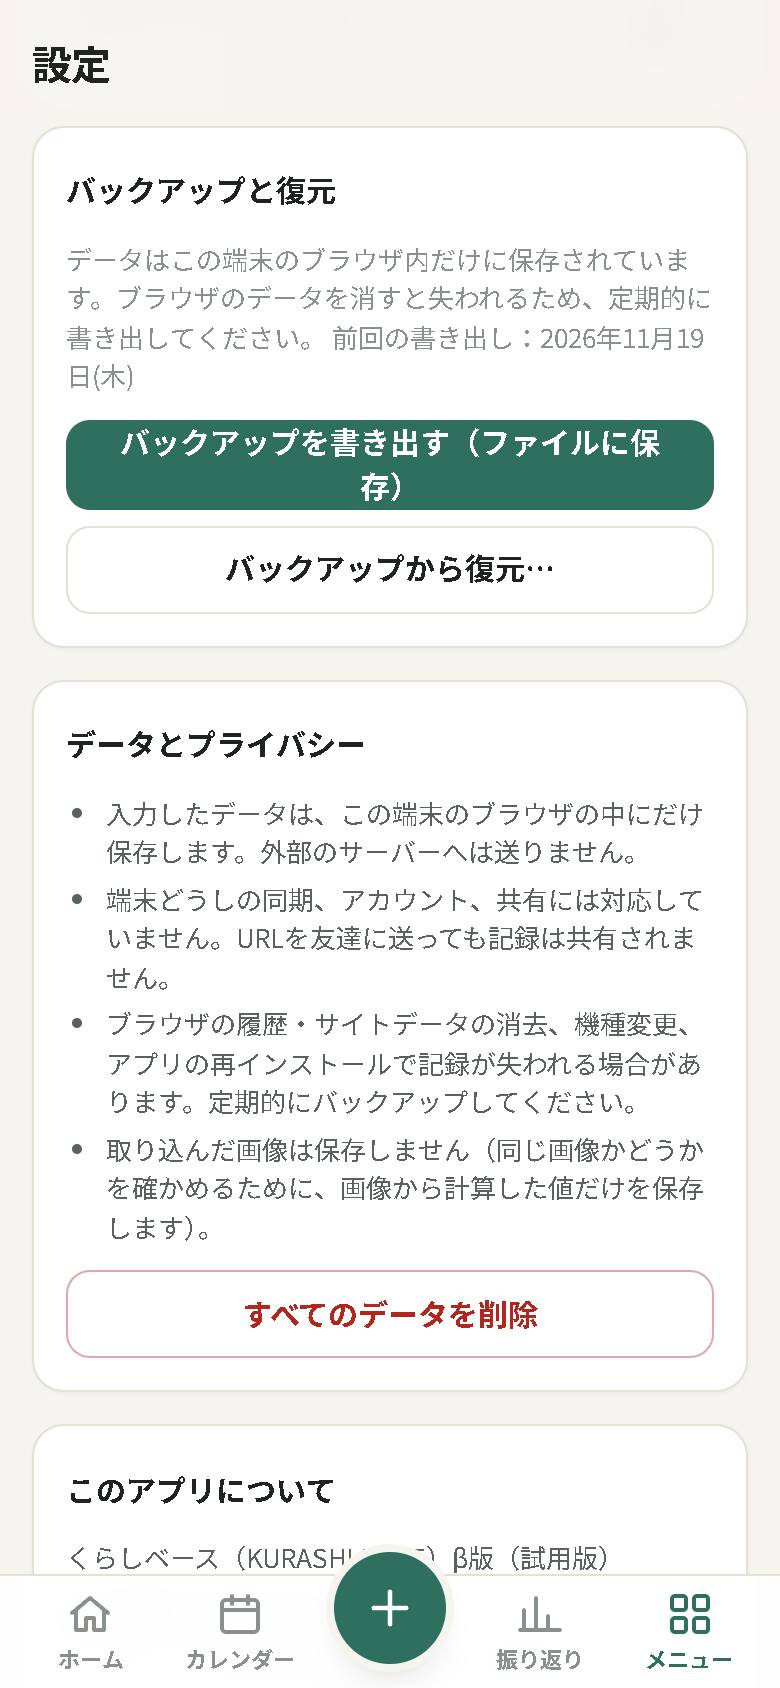 設定
バックアップと復元
データはこの端末のブラウザ内だけに保存されていま
す。ブラウザのデータを消すと失われるため、定期的に
書き出してください。 前回の書き出し：2026年11月19
日(木)
バックアップを書き出す（ファイルに保
存）
バックアップから復元…
データとプライバシー
• 入力したデータは、この端末のブラウザの中にだけ
保存します。外部のサーバーへは送りません。
• 端末どうしの同期、アカウント、共有には対応して
いません。URLを友達に送っても記録は共有されま
せん。
• ブラウザの履歴・サイトデータの消去、機種変更、
アプリの再インストールで記録が失われる場合があ
ります。定期的にバックアップしてください。
• 取り込んだ画像は保存しません（同じ画像かどうか
を確かめるために、画像から計算した値だけを保存
します）。
すべてのデータを削除
このアプリについて
くらしベース（ ）β版（試用版）
ホーム
カレンダー
振り返り
メニュー